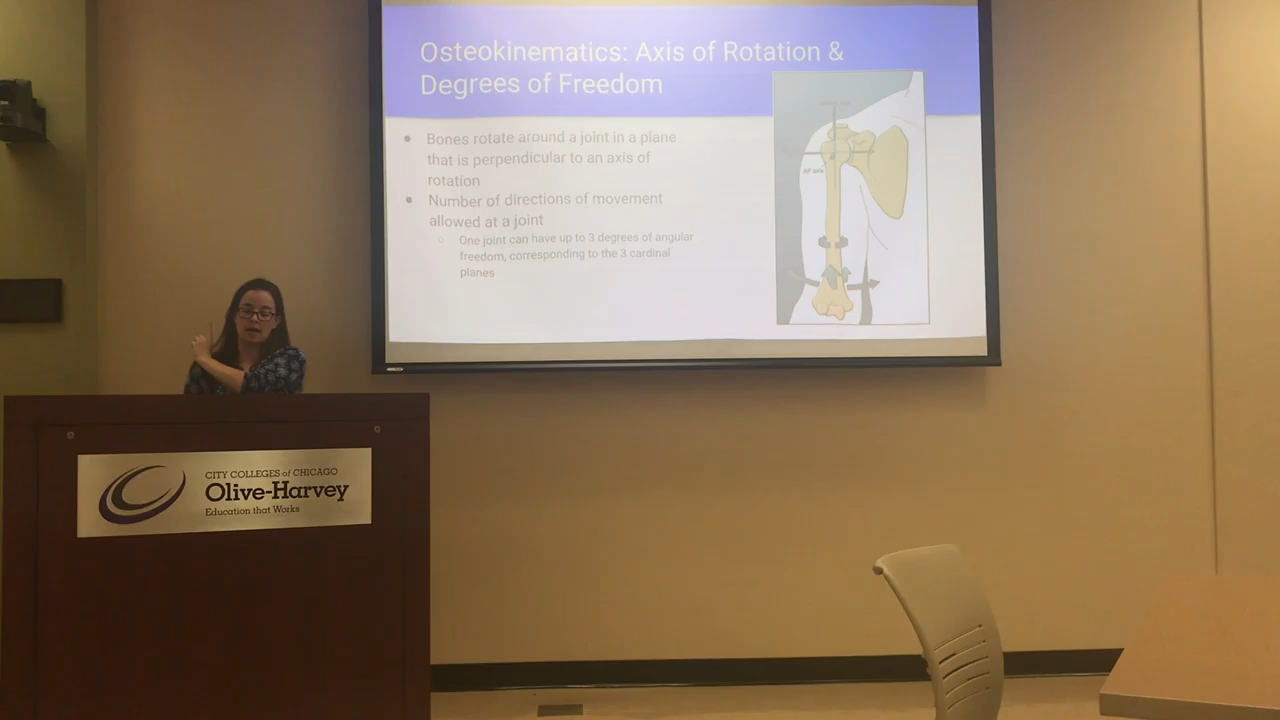 Osteokinematics: Axis of Rotation &
Degrees of Freedom
Bones rotate around a joint in a plane
that is perpendicular to an axis of
rotation
Number of directions of movement
allowed at a joint
One joint can have up to 3 degrees of angular
freedom, corresponding to the 3 cardinal
planes
AP axis
CITY COLLEGES of CHICAGO
Olive-Harvey
Education that Works